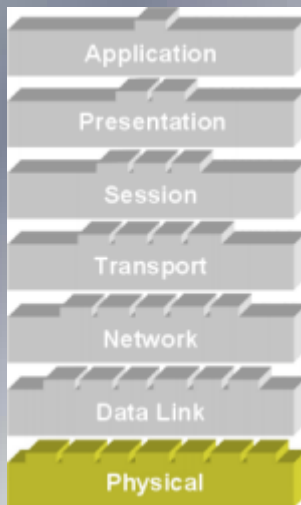 Application
Presentation
Session
Transport
Network
Data Link
Physical